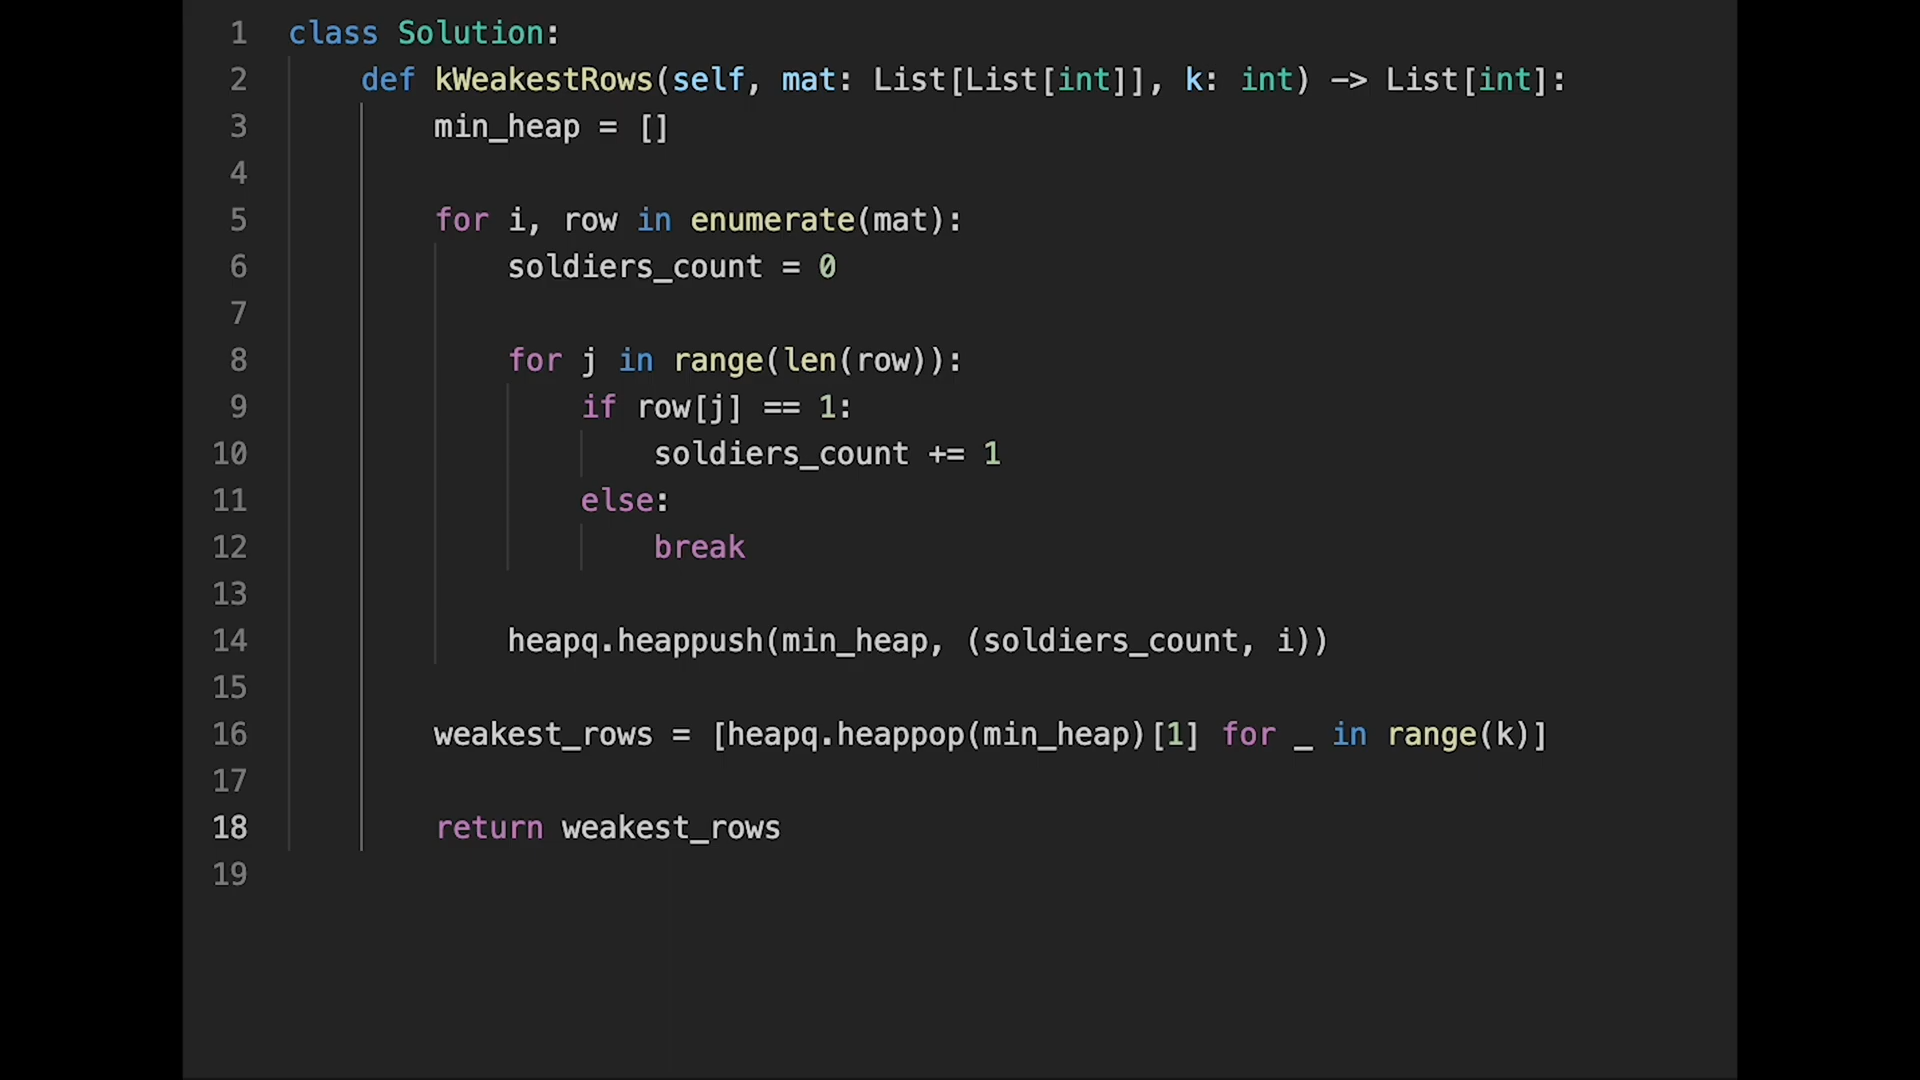 1 class Solution:
2 def kWeakestRows(self, mat: List[List[int]], k: int) -> List[int]:
3 min_heap = []
4
5 for i, row in enumerate(mat):
6 soldiers_count = 0
7
8 for j in range(len(row)):
9 if row[j] == 1:
10 soldiers_count += 1
11 else:
12 break
13
14 heapq.heappush(min_heap, (soldiers_count, i))
15
16 weakest_rows = [heapq.heappop(min_heap)[1] for _ in range(k)]
17
18 return weakest_rows
19